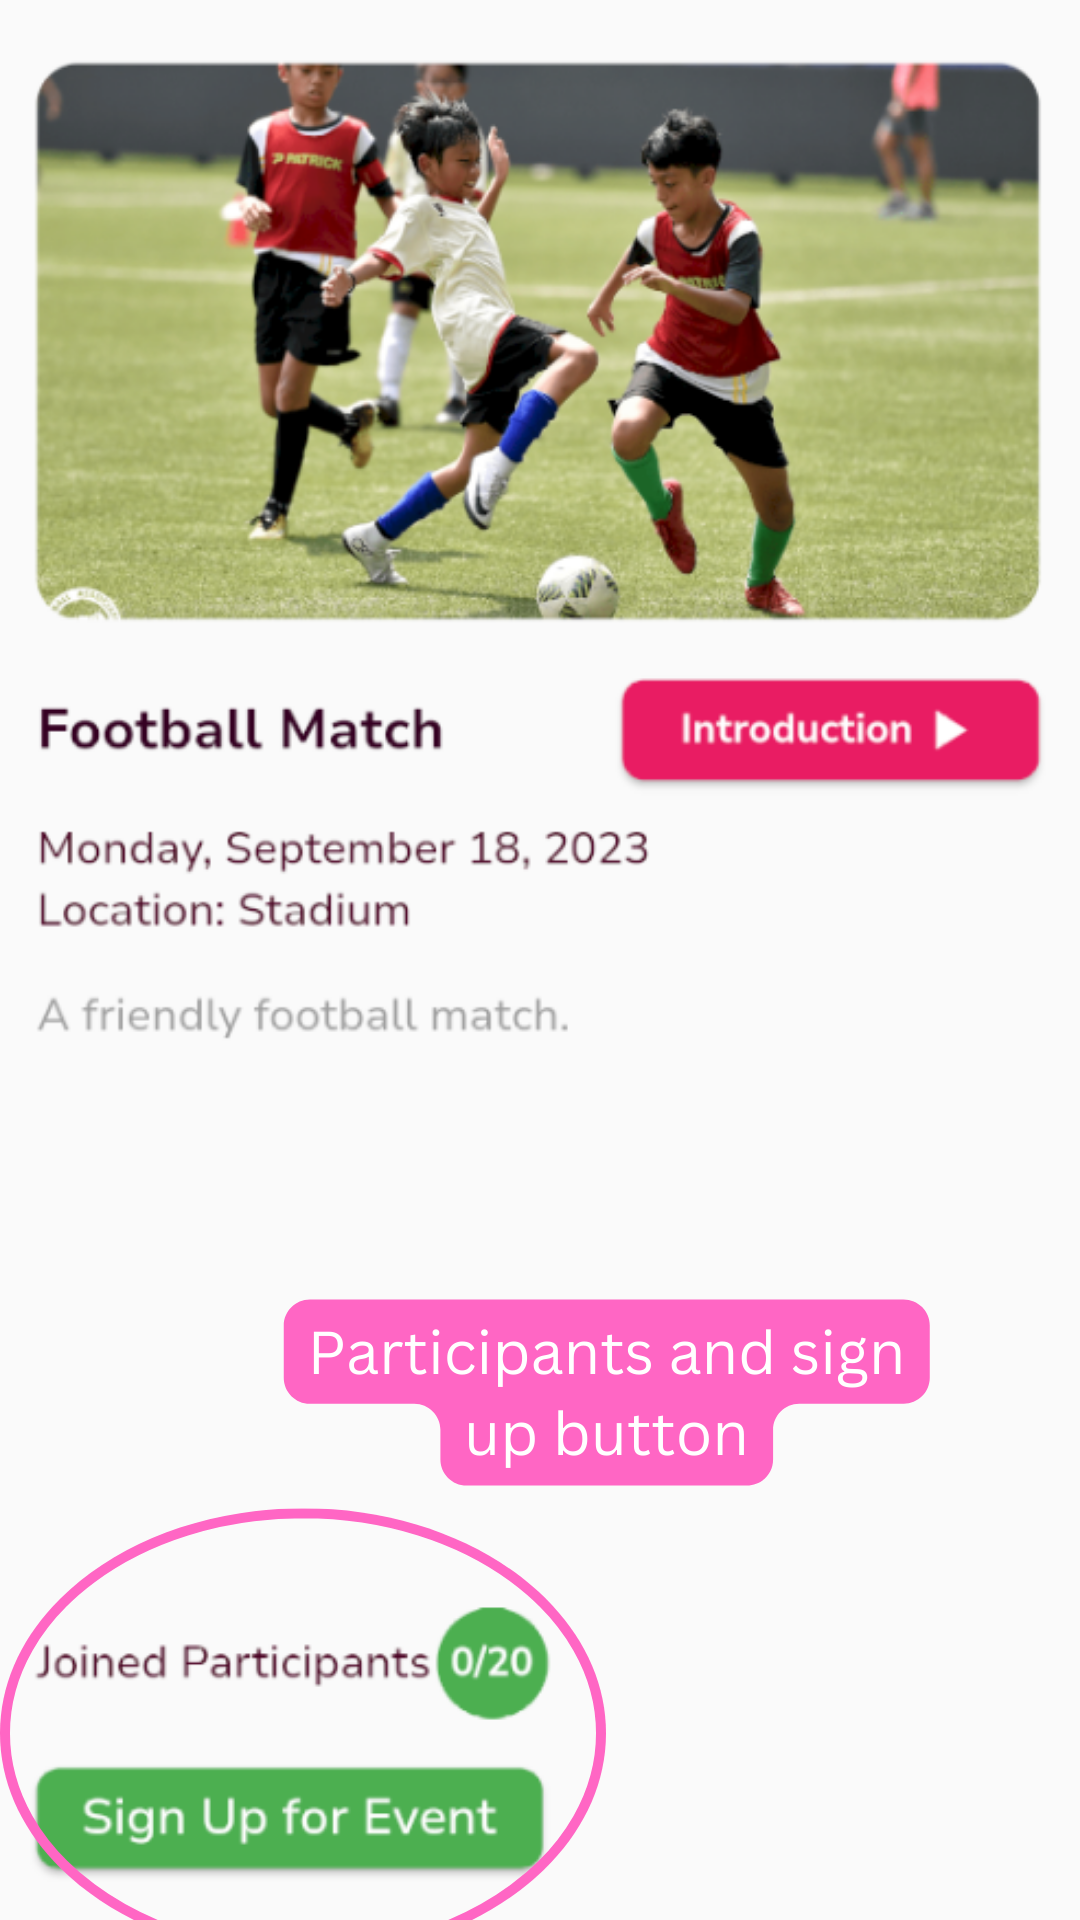 PATRICK
Football Match
Introduction
Monday, September 18, 2023
Location: Stadium
A friendly football match.
Participants and sign
up button
Joined Participants 0/20
Sign Up for Event